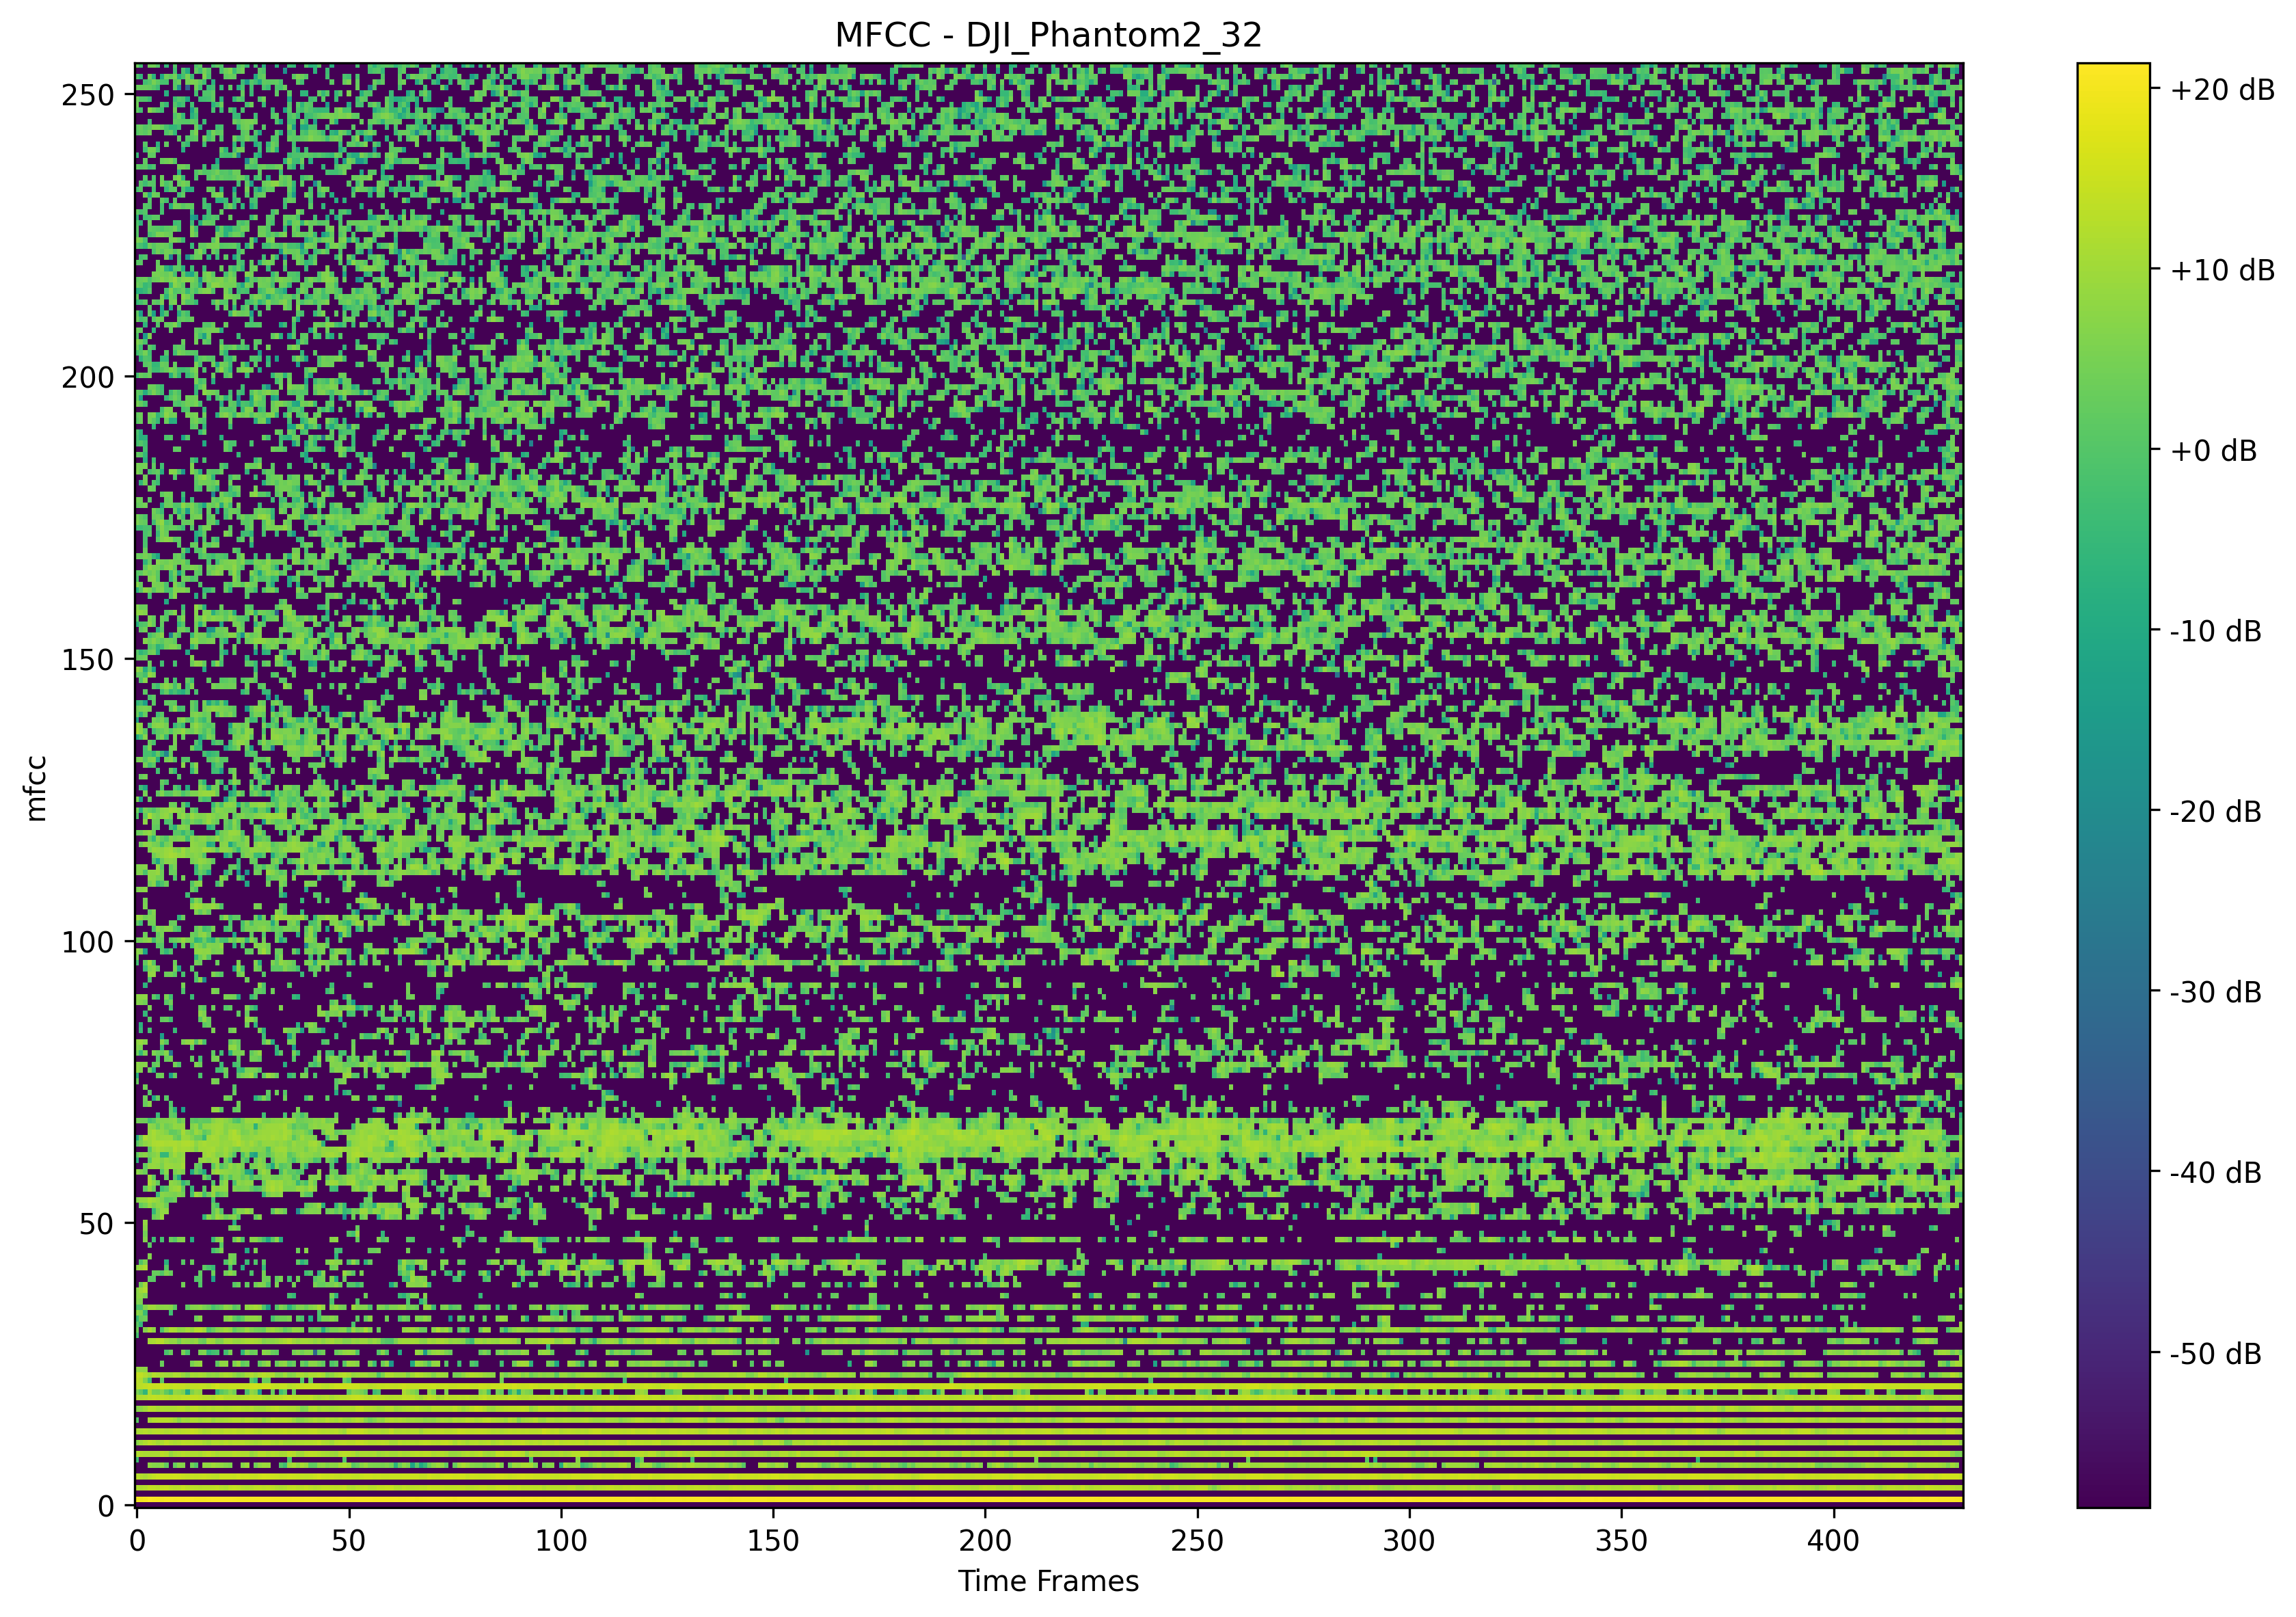 MFCC - DJI_Phantom2_32
250
200
150
100
50
0
mfcc
0 50 100 150 200 250 300 350 400
Time Frames
+20 dB
+10 dB
+0 dB
-10 dB
-20 dB
-30 dB
-40 dB
-50 dB